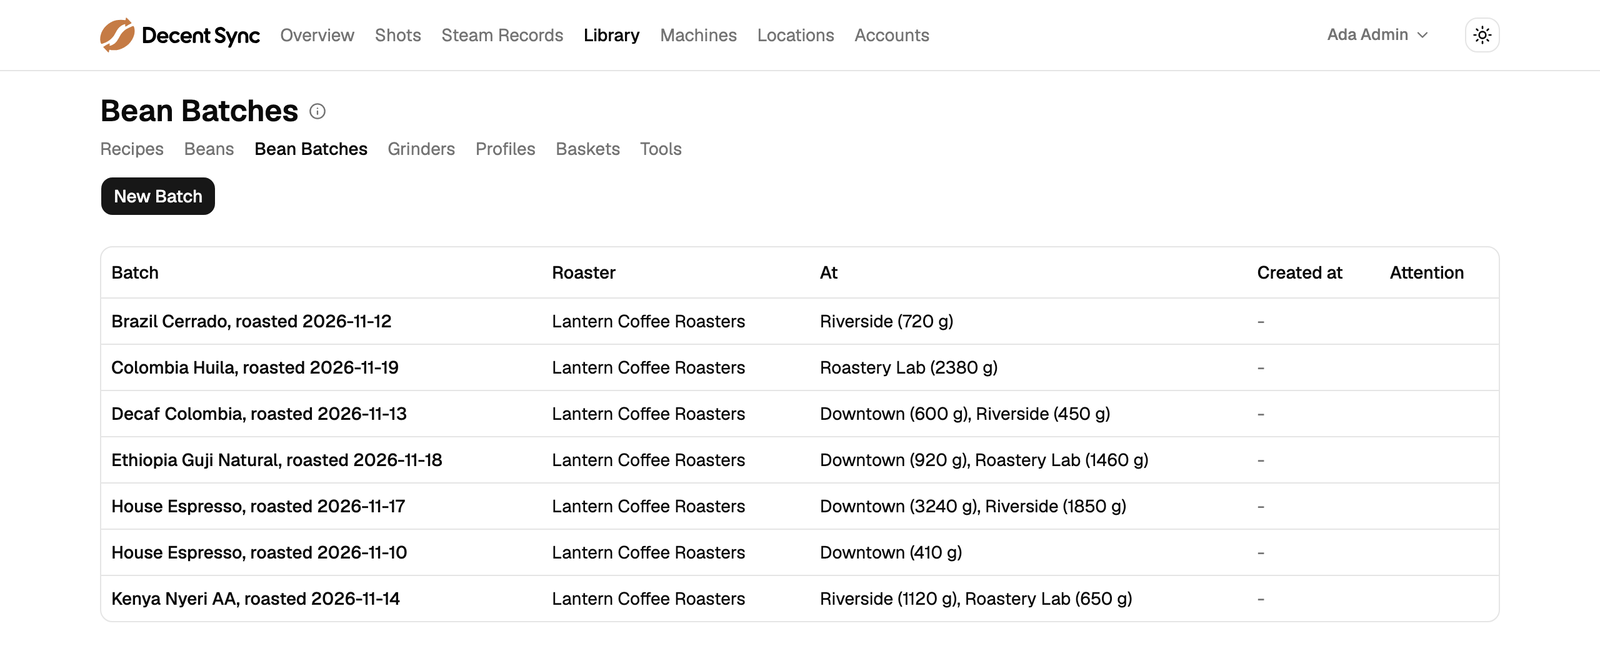 Decent Sync Overview Shots Steam Records Library Machines Locations Accounts Ada Admin
Bean Batches
Recipes Beans Bean Batches Grinders Profiles Baskets Tools
New Batch
Batch Roaster At Created at Attention
Brazil Cerrado, roasted 2026-11-12 Lantern Coffee Roasters Riverside (720 g) -
Colombia Huila, roasted 2026-11-19 Lantern Coffee Roasters Roastery Lab (2380 g) -
Decaf Colombia, roasted 2026-11-13 Lantern Coffee Roasters Downtown (600 g), Riverside (450 g) -
Ethiopia Guji Natural, roasted 2026-11-18 Lantern Coffee Roasters Downtown (920 g), Roastery Lab (1460 g) -
House Espresso, roasted 2026-11-17 Lantern Coffee Roasters Downtown (3240 g), Riverside (1850 g) -
House Espresso, roasted 2026-11-10 Lantern Coffee Roasters Downtown (410 g) -
Kenya Nyeri AA, roasted 2026-11-14 Lantern Coffee Roasters Riverside (1120 g), Roastery Lab (650 g) -